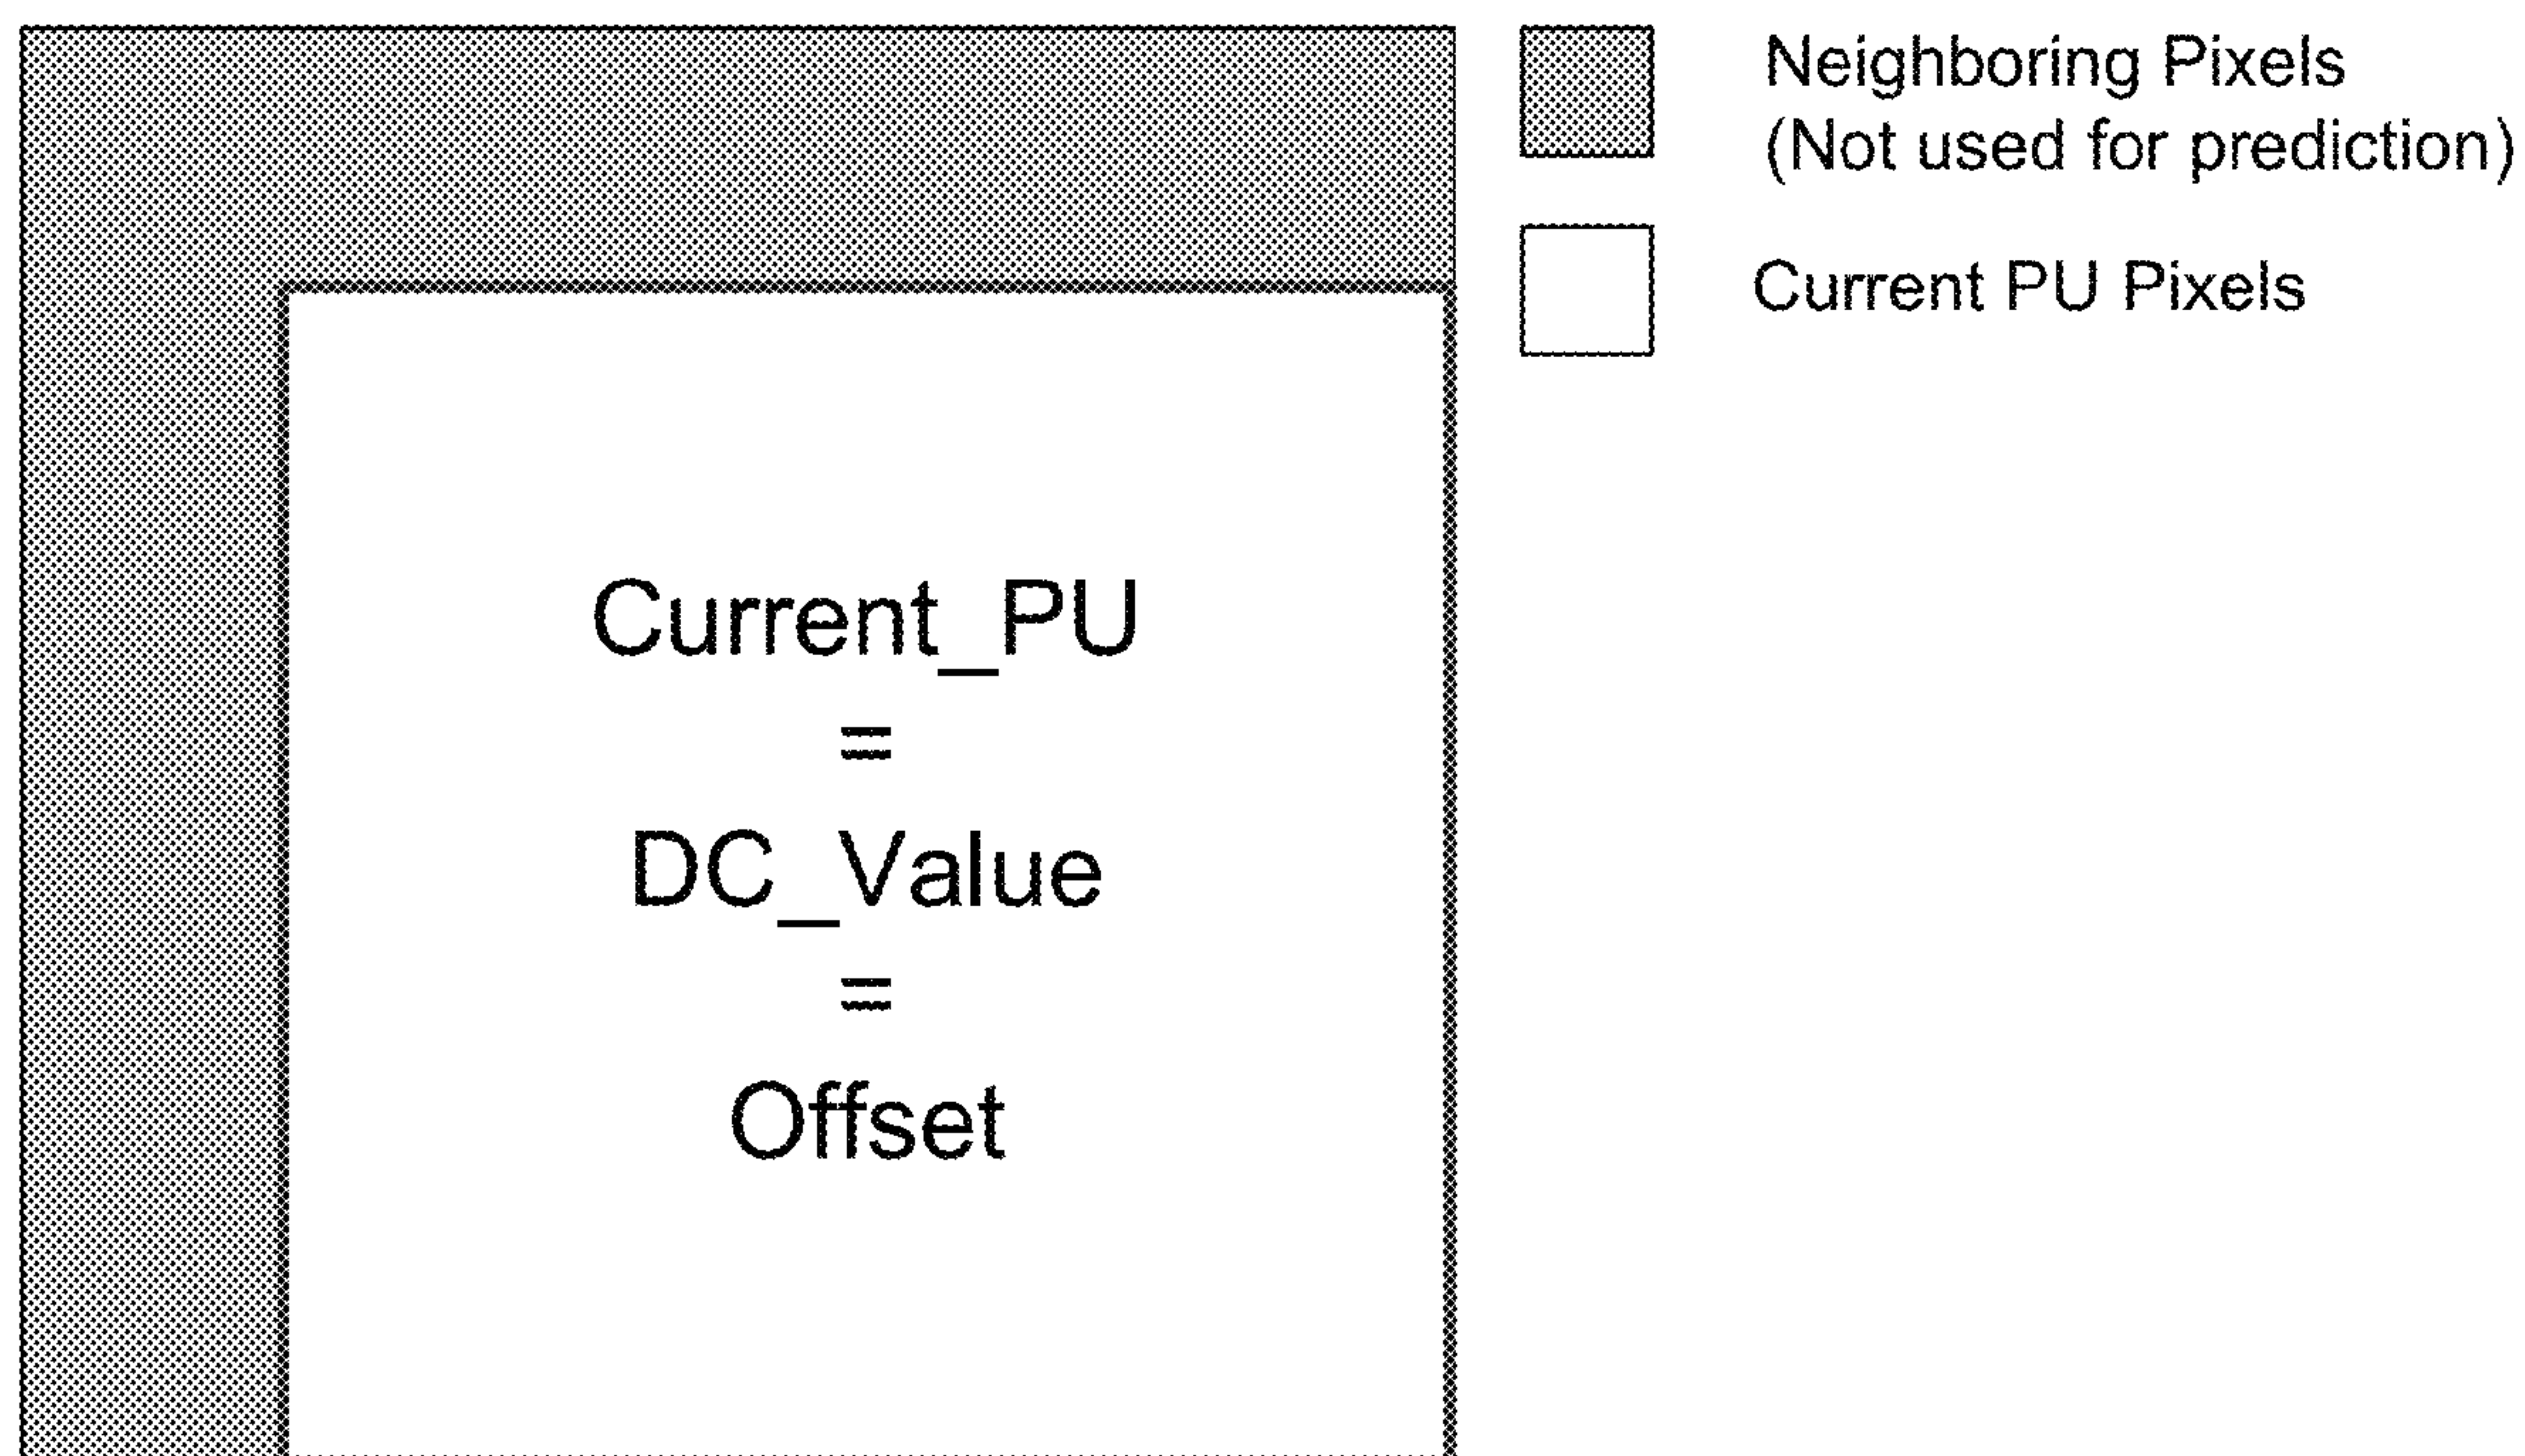 Neighboring Pixels
(Not used for prediction)
Current PU Pixels
Current_PU
=
DC_Value
=
Offset